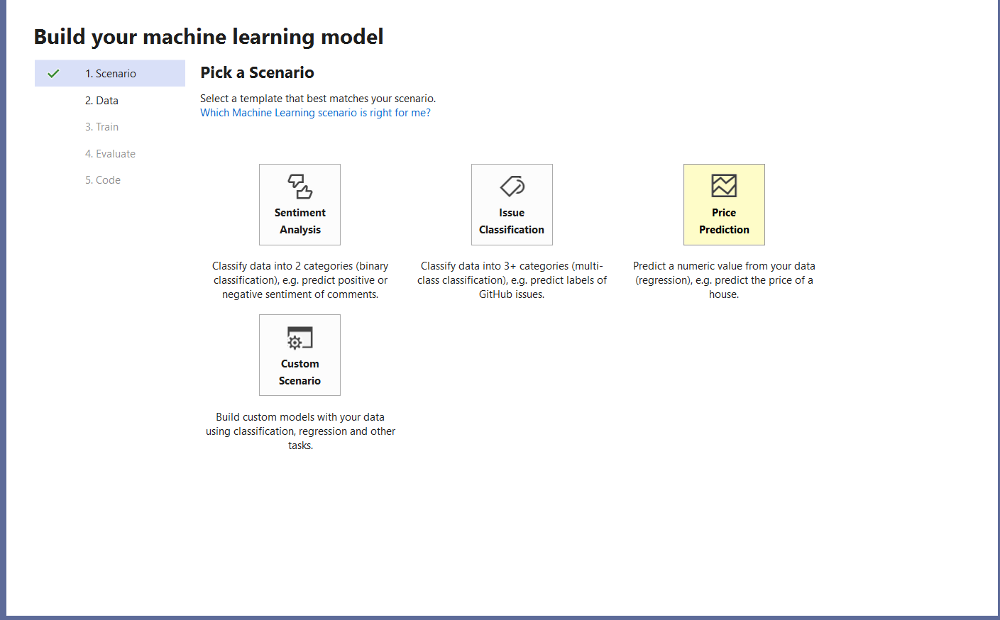 Build your machine learning model
1. Scenario
2. Data
3. Train
4. Evaluate
5. Code
Pick a Scenario
Select a template that best matches your scenario.
Which Machine Learning scenario is right for me?
Sentiment
Analysis
Classify data into 2 categories (binary
classification), e.g. predict positive or
negative sentiment of comments.
Issue
Classification
Classify data into 3+ categories (multi-
class classification), e.g. predict labels of
GitHub issues.
Price
Prediction
Predict a numeric value from your data
(regression), e.g. predict the price of a
house.
Custom
Scenario
Build custom models with your data
using classification, regression and other
tasks.